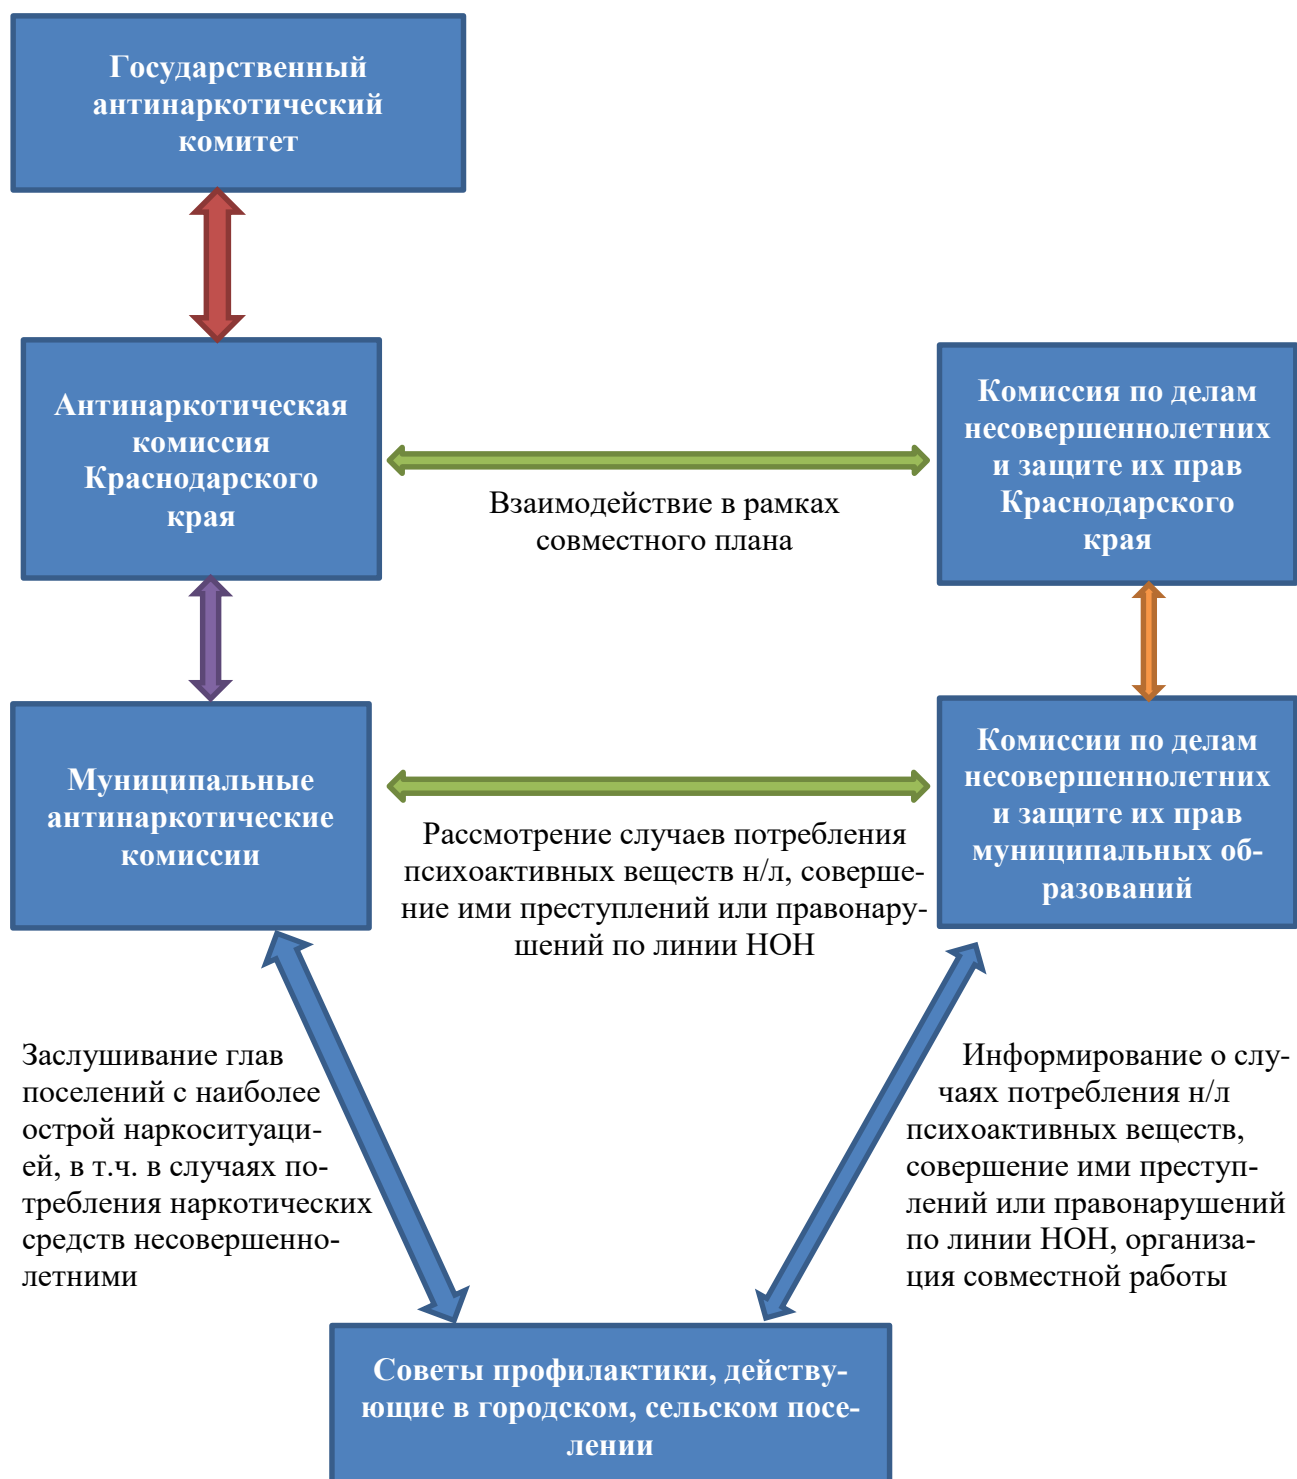 Государственный
антинаркотический
комитет
Антинаркотическая
комиссия
Краснодарского
края
Комиссия по делам
несовершеннолетних
и защите их прав
Краснодарского
края
Взаимодействие в рамках
совместного плана
Муниципальные
антинаркотические
комиссии
Комиссии по делам
несовершеннолетних
и защите их прав
муниципальных об-
разований
Рассмотрение случаев потребления
психоактивных веществ н/л, соверше-
ние ими преступлений или правонару-
шений по линии НОН
Заслушивание глав
поселений с наиболее
острой наркоситуаци-
ей, в т.ч. в случаях по-
требления наркотических
средств несовершенно-
летними
Информирование о слу-
чаях потребления н/л
психоактивных веществ,
совершение ими преступ-
лений или правонарушений
по линии НОН, организа-
ция совместной работы
Советы профилактики, действу-
ющие в городском, сельском посе-
лении